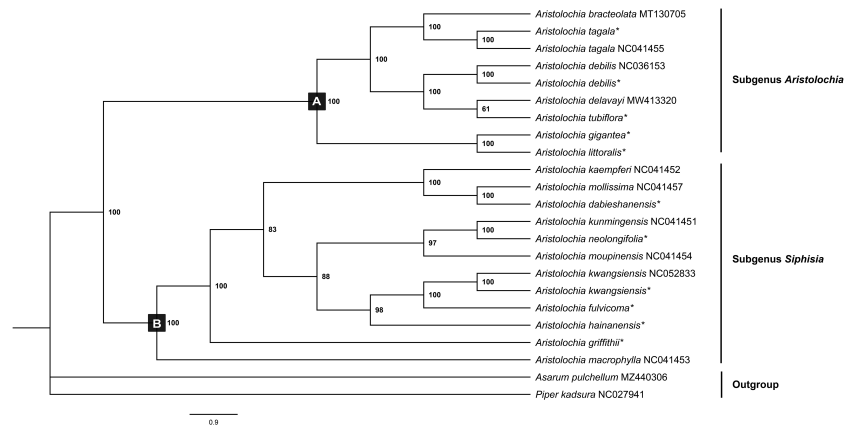 Aristolochia bracteolata MT130705
100
Aristolochia tagala*
100
Aristolochia tagala NC041455
100
Aristolochia debilis NC036153
100
Aristolochia debilis*
Subgenus Aristolochia
100
Aristolochia delavayi MW413320
A 100
61
Aristolochia tubiflora*
Aristolochia gigantea*
100
Aristolochia littoralis*
Aristolochia kaempferi NC041452
100
Aristolochia mollissima NC041457
100
Aristolochia dabieshanensis*
100
Aristolochia kunmingensis NC041451
83
100
Aristolochia neolongifolia*
97
Aristolochia moupinensis NC041454
Subgenus Siphisia
88
Aristolochia kwangsiensis NC052833
100
100
Aristolochia kwangsiensis*
100
Aristolochia fulvicoma*
98
B 100
Aristolochia hainanensis*
Aristolochia griffithii*
Aristolochia macrophylla NC041453
Asarum pulchellum MZ440306
Outgroup
Piper kadsura NC027941
0.9